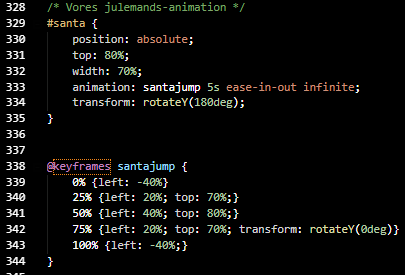 328 /* Vores julemands-animation */
329 #santa {
330 position: absolute;
331 top: 80%;
332 width: 70%;
333 animation: santajump 5s ease-in-out infinite;
334 transform: rotateY(180deg);
335 }
336
337
338 @keyframes santajump {
339 0% {left: -40%}
340 25% {left: 20%; top: 70%;}
341 50% {left: 40%; top: 80%;}
342 75% {left: 20%; top: 70%; transform: rotateY(0deg)}
343 100% {left: -40%;}
344 }